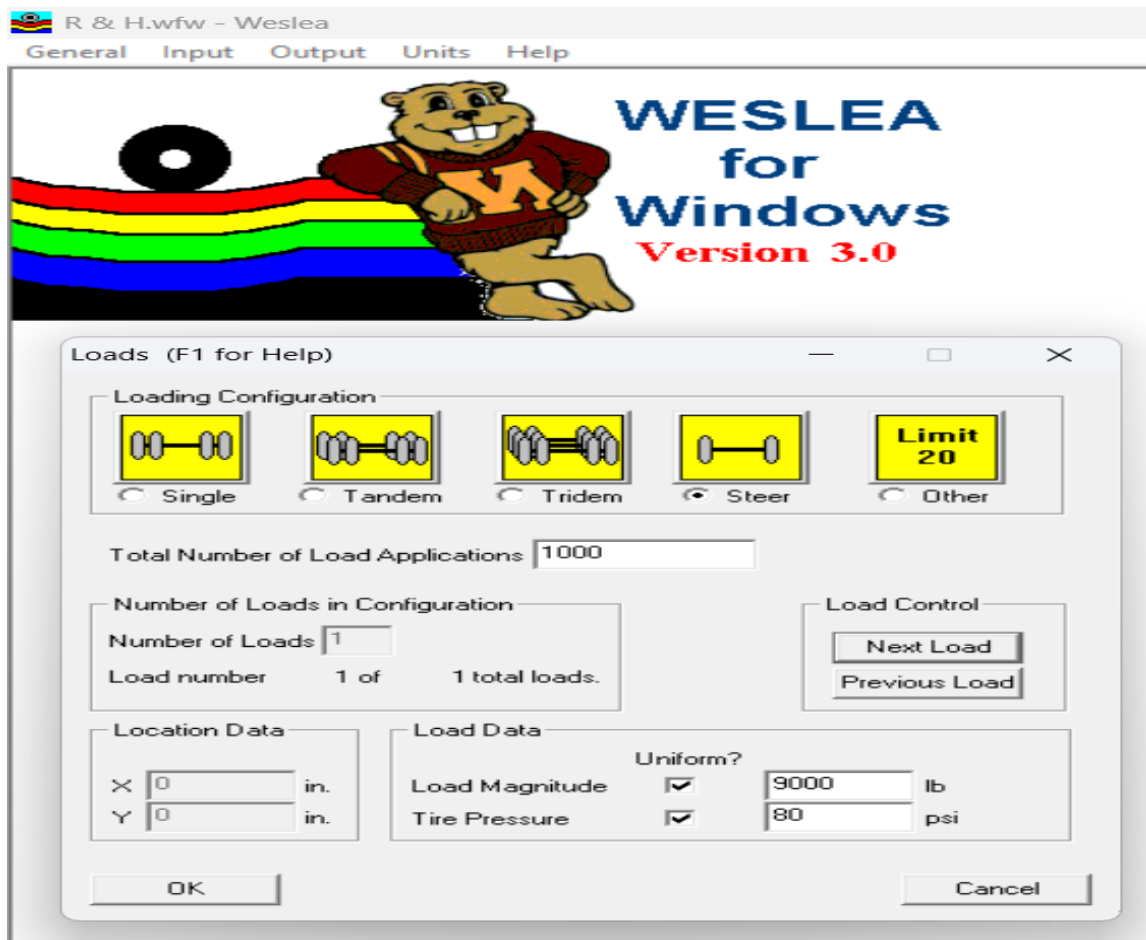 R & H.wfw - Weslea
General Input Output Units Help
WESLEA
for
Windows
Version 3.0
M
Loads (F1 for Help)
Loading Configuration
Limit
20
Single Tandem Tridem Steer Other
Total Number of Load Applications 1000
Number of Loads in Configuration
Number of Loads 1
Load number 1 of 1 total loads.
Load Control
Next Load
Previous Load
Location Data
X 0 in.
Y 0 in.
Load Data
Uniform?
Load Magnitude 9000 lb
Tire Pressure 80 psi
OK Cancel